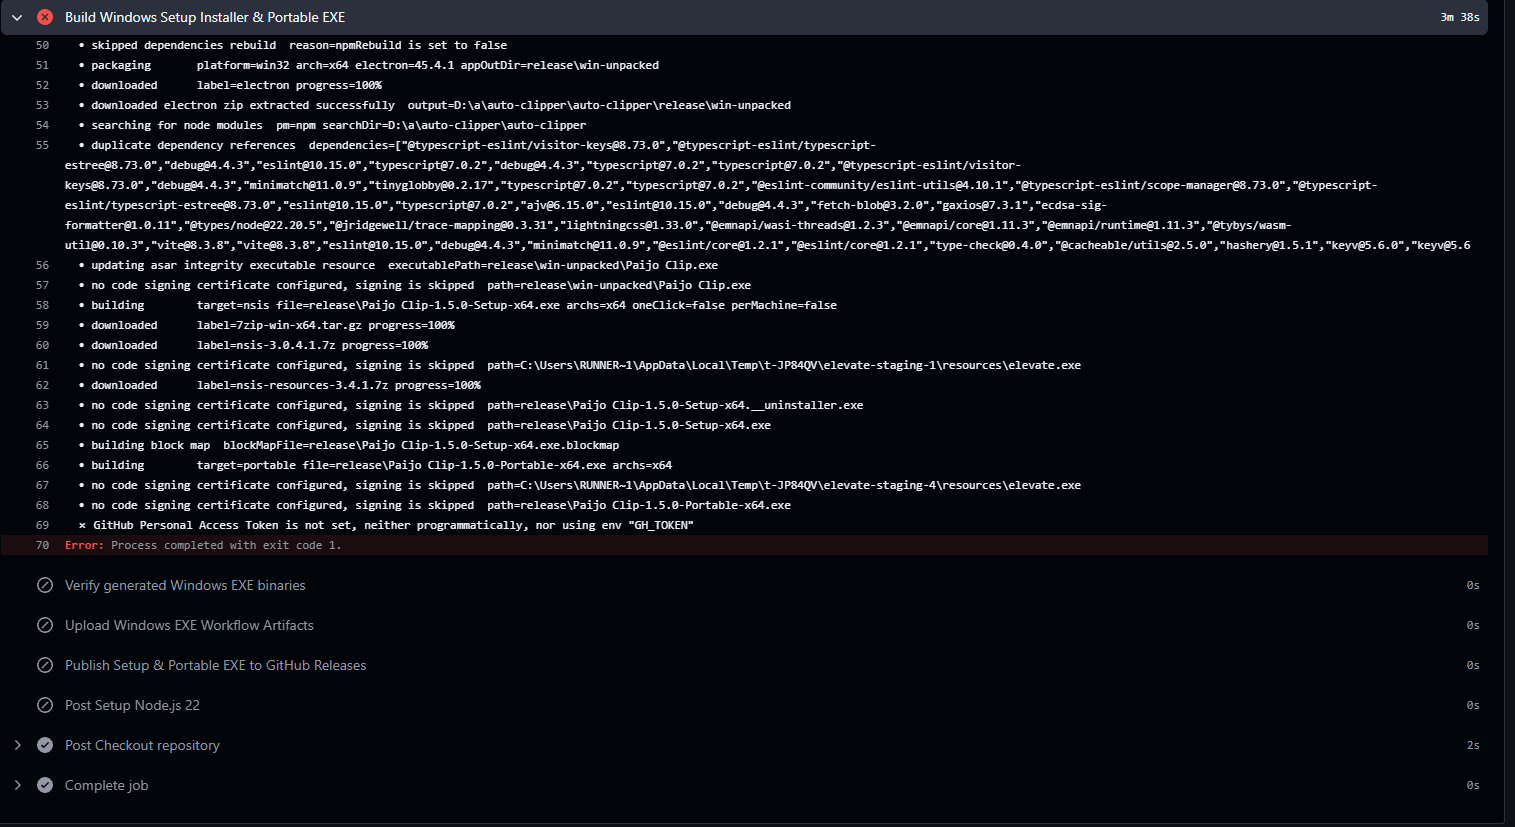 Build Windows Setup Installer & Portable EXE
3m 38s
50 • skipped dependencies rebuild reason=npmRebuild is set to false
51 • packaging platform=win32 arch=x64 electron=45.4.1 appOutDir=release\win-unpacked
52 • downloaded label=electron progress=100%
53 • downloaded electron zip extracted successfully output=D:\a\auto-clipper\auto-clipper\release\win-unpacked
54 • searching for node modules pm=npm searchDir=D:\a\auto-clipper\auto-clipper
55 • duplicate dependency references dependencies=["@typescript-eslint/visitor-keys@8.73.0","@typescript-eslint/typescript-
estree@8.73.0","debug@4.4.3","eslint@10.15.0","typescript@7.0.2","debug@4.4.3","typescript@7.0.2","typescript@7.0.2","@typescript-eslint/visitor-
keys@8.73.0","debug@4.4.3","minimatch@11.0.9","tinyglobby@0.2.17","typescript@7.0.2","typescript@7.0.2","@eslint-community/eslint-utils@4.10.1","@typescript-eslint/scope-manager@8.73.0","@typescript-
eslint/typescript-estree@8.73.0","eslint@10.15.0","typescript@7.0.2","ajv@6.15.0","eslint@10.15.0","debug@4.4.3","fetch-blob@3.2.0","gaxios@7.3.1","ecdsa-sig-
formatter@1.0.11","@types/node@22.20.5","@jridgewell/trace-mapping@0.3.31","lightningcss@1.33.0","@emnapi/wasi-threads@1.2.3","@emnapi/core@1.11.3","@emnapi/runtime@1.11.3","@tybys/wasm-
util@0.10.3","vite@8.3.8","vite@8.3.8","eslint@10.15.0","debug@4.4.3","minimatch@11.0.9","@eslint/core@1.2.1","@eslint/core@1.2.1","type-check@0.4.0","@cacheable/utils@2.5.0","hashery@1.5.1","keyv@5.6.0","keyv@5.6
56 • updating asar integrity executable resource executablePath=release\win-unpacked\Paijo Clip.exe
57 • no code signing certificate configured, signing is skipped path=release\win-unpacked\Paijo Clip.exe
58 • building target=nsis file=release\Paijo Clip-1.5.0-Setup-x64.exe archs=x64 oneClick=false perMachine=false
59 • downloaded label=7zip-win-x64.tar.gz progress=100%
60 • downloaded label=nsis-3.0.4.1.7z progress=100%
61 • no code signing certificate configured, signing is skipped path=C:\Users\RUNNER~1\AppData\Local\Temp\t-JP84QV\elevate-staging-1\resources\elevate.exe
62 • downloaded label=nsis-resources-3.4.1.7z progress=100%
63 • no code signing certificate configured, signing is skipped path=release\Paijo Clip-1.5.0-Setup-x64.__uninstaller.exe
64 • no code signing certificate configured, signing is skipped path=release\Paijo Clip-1.5.0-Setup-x64.exe
65 • building block map blockMapFile=release\Paijo Clip-1.5.0-Setup-x64.exe.blockmap
66 • building target=portable file=release\Paijo Clip-1.5.0-Portable-x64.exe archs=x64
67 • no code signing certificate configured, signing is skipped path=C:\Users\RUNNER~1\AppData\Local\Temp\t-JP84QV\elevate-staging-4\resources\elevate.exe
68 • no code signing certificate configured, signing is skipped path=release\Paijo Clip-1.5.0-Portable-x64.exe
69 ⨯ GitHub Personal Access Token is not set, neither programmatically, nor using env "GH_TOKEN"
70 Error: Process completed with exit code 1.
Verify generated Windows EXE binaries 0s
Upload Windows EXE Workflow Artifacts 0s
Publish Setup & Portable EXE to GitHub Releases 0s
Post Setup Node.js 22 0s
Post Checkout repository 2s
Complete job 0s